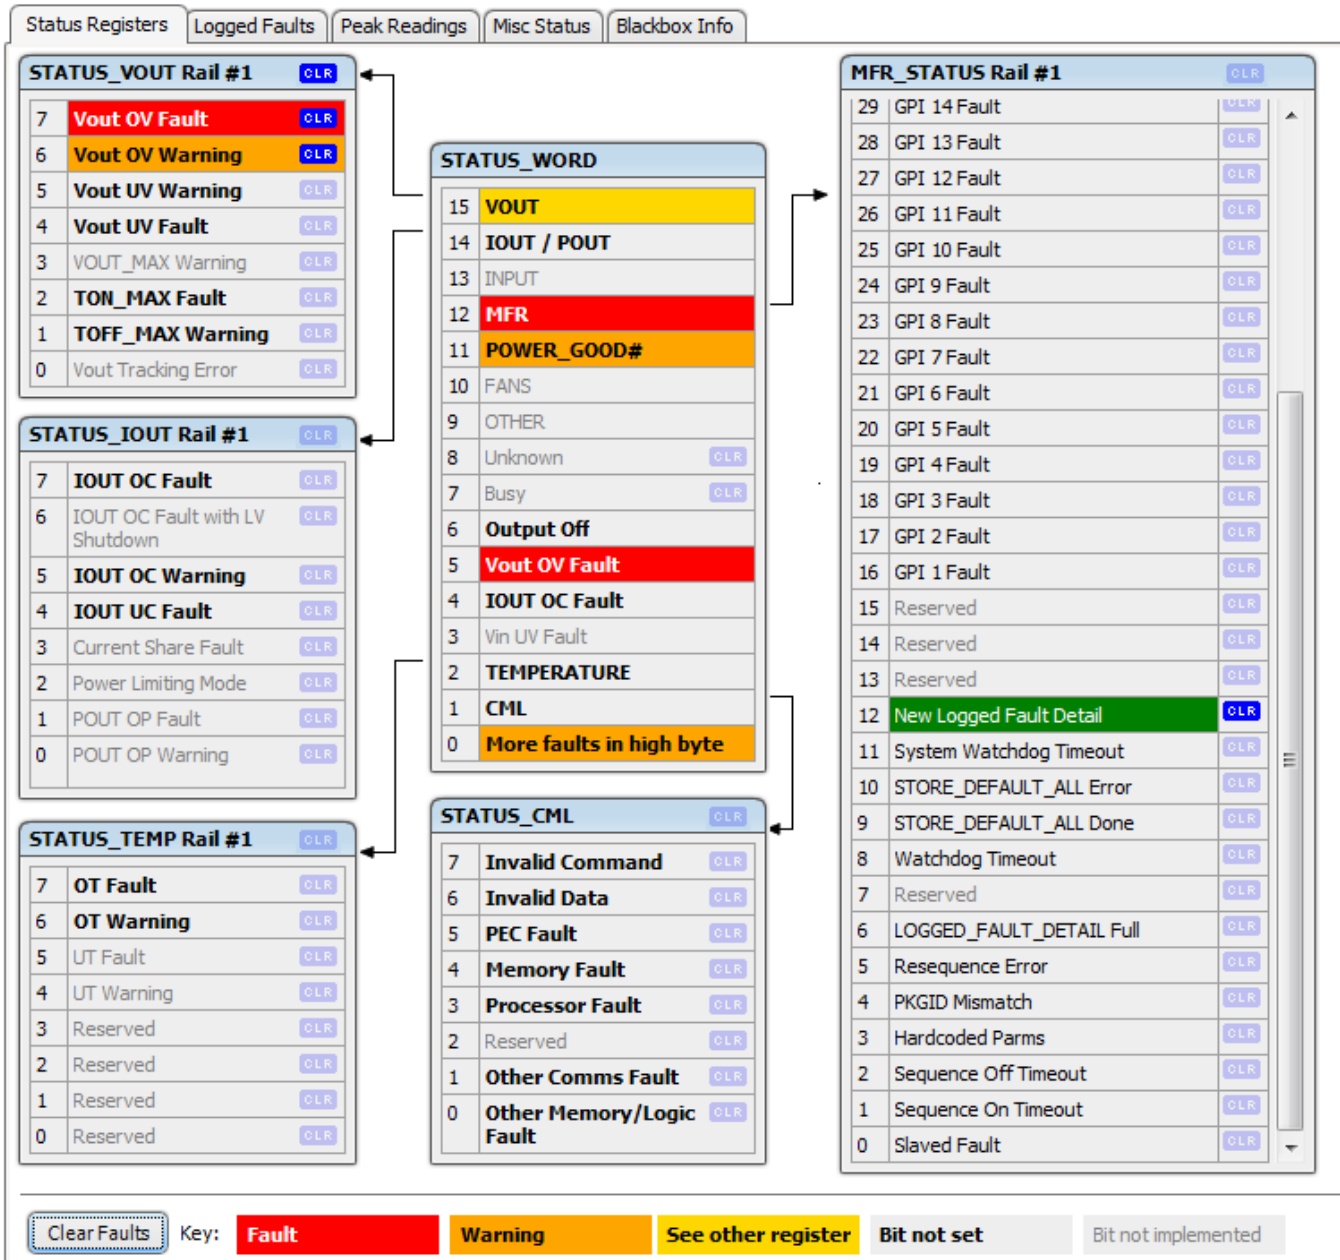 Status Registers
Logged Faults
Peak Readings
Misc Status
Blackbox Info
STATUS_VOUT Rail #1 CLR
7 Vout OV Fault CLR
6 Vout OV Warning CLR
5 Vout UV Warning CLR
4 Vout UV Fault CLR
3 VOUT_MAX Warning CLR
2 TON_MAX Fault CLR
1 TOFF_MAX Warning CLR
0 Vout Tracking Error CLR
STATUS_IOUT Rail #1 CLR
7 IOUT OC Fault CLR
6 IOUT OC Fault with LV CLR
Shutdown
5 IOUT OC Warning CLR
4 IOUT UC Fault CLR
3 Current Share Fault CLR
2 Power Limiting Mode CLR
1 POUT OP Fault CLR
0 POUT OP Warning CLR
STATUS_TEMP Rail #1 CLR
7 OT Fault CLR
6 OT Warning CLR
5 UT Fault CLR
4 UT Warning CLR
3 Reserved CLR
2 Reserved CLR
1 Reserved CLR
0 Reserved CLR
STATUS_WORD
15 VOUT
14 IOUT / POUT
13 INPUT
12 MFR
11 POWER_GOOD#
10 FANS
9 OTHER
8 Unknown CLR
7 Busy CLR
6 Output Off
5 Vout OV Fault
4 IOUT OC Fault
3 Vin UV Fault
2 TEMPERATURE
1 CML
0 More faults in high byte
STATUS_CML CLR
7 Invalid Command CLR
6 Invalid Data CLR
5 PEC Fault CLR
4 Memory Fault CLR
3 Processor Fault CLR
2 Reserved CLR
1 Other Comms Fault CLR
0 Other Memory/Logic CLR
Fault
MFR_STATUS Rail #1 CLR
29 GPI 14 Fault CLR
28 GPI 13 Fault CLR
27 GPI 12 Fault CLR
26 GPI 11 Fault CLR
25 GPI 10 Fault CLR
24 GPI 9 Fault CLR
23 GPI 8 Fault CLR
22 GPI 7 Fault CLR
21 GPI 6 Fault CLR
20 GPI 5 Fault CLR
19 GPI 4 Fault CLR
18 GPI 3 Fault CLR
17 GPI 2 Fault CLR
16 GPI 1 Fault CLR
15 Reserved CLR
14 Reserved CLR
13 Reserved CLR
12 New Logged Fault Detail CLR
11 System Watchdog Timeout CLR
10 STORE_DEFAULT_ALL Error CLR
9 STORE_DEFAULT_ALL Done CLR
8 Watchdog Timeout CLR
7 Reserved CLR
6 LOGGED_FAULT_DETAIL Full CLR
5 Resequence Error CLR
4 PKGID Mismatch CLR
3 Hardcoded Parms CLR
2 Sequence Off Timeout CLR
1 Sequence On Timeout CLR
0 Slaved Fault CLR
Clear Faults Key: Fault Warning See other register Bit not set Bit not implemented